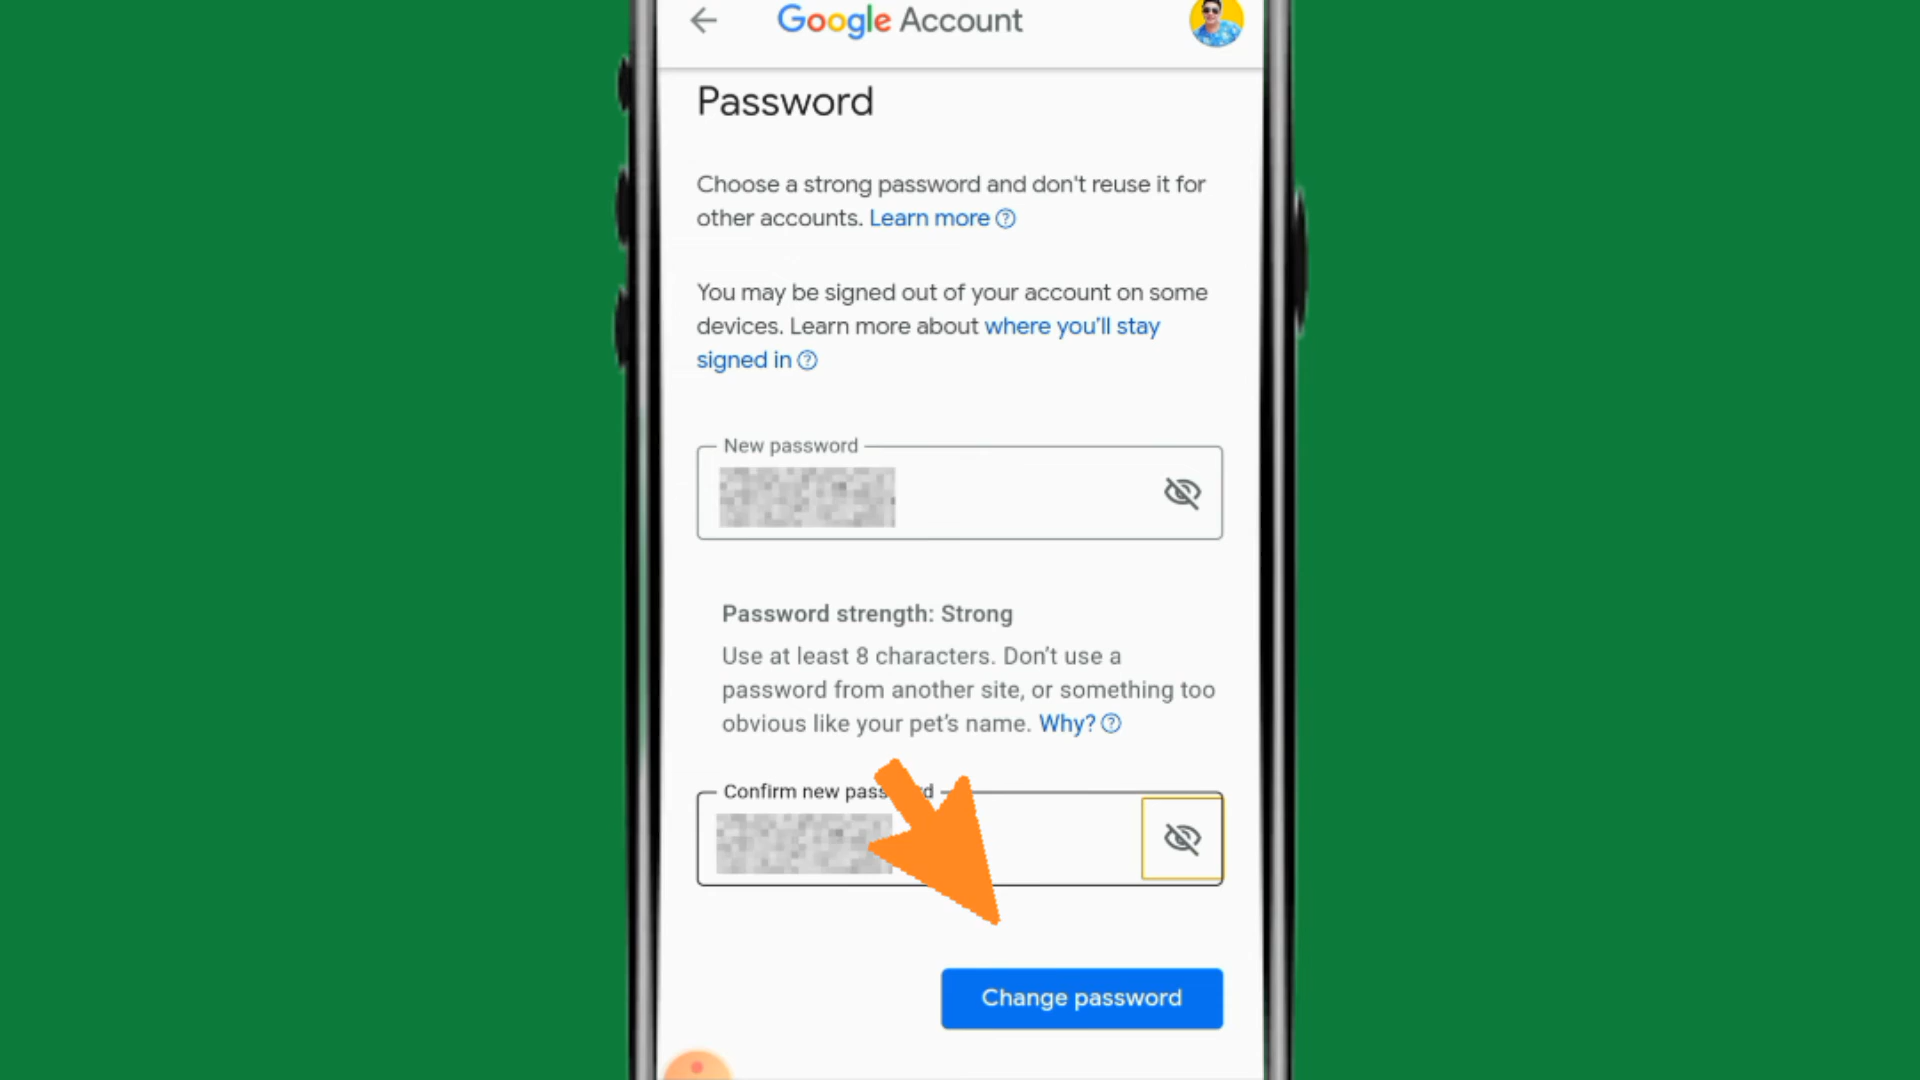 Google Account
Password
Choose a strong password and don't reuse it for
other accounts. Learn more
You may be signed out of your account on some
devices. Learn more about where you'll stay
signed in
New password
Password strength: Strong
Use at least 8 characters. Don't use a
password from another site, or something too
obvious like your pet's name. Why?
Confirm new password
Change password